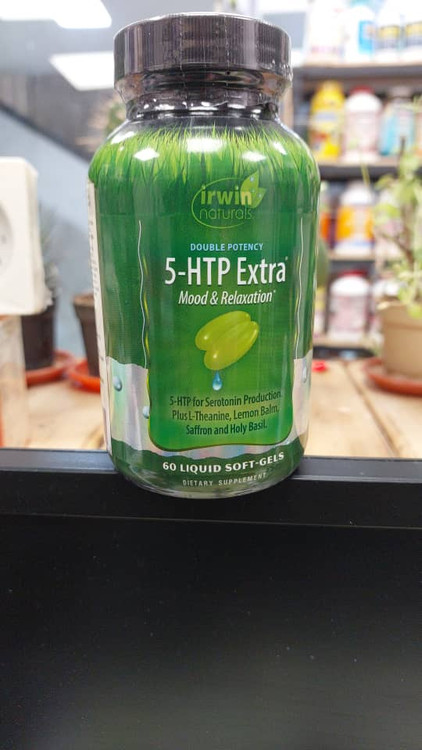 irwin
naturals
DOUBLE POTENCY
5-HTP Extra*
Mood & Relaxation*
5-HTP for Serotonin Production
Plus L-Theanine, Lemon Balm,
Saffron and Holy Basil.
60 LIQUID SOFT-GELS
DIETARY SUPPLEMENT